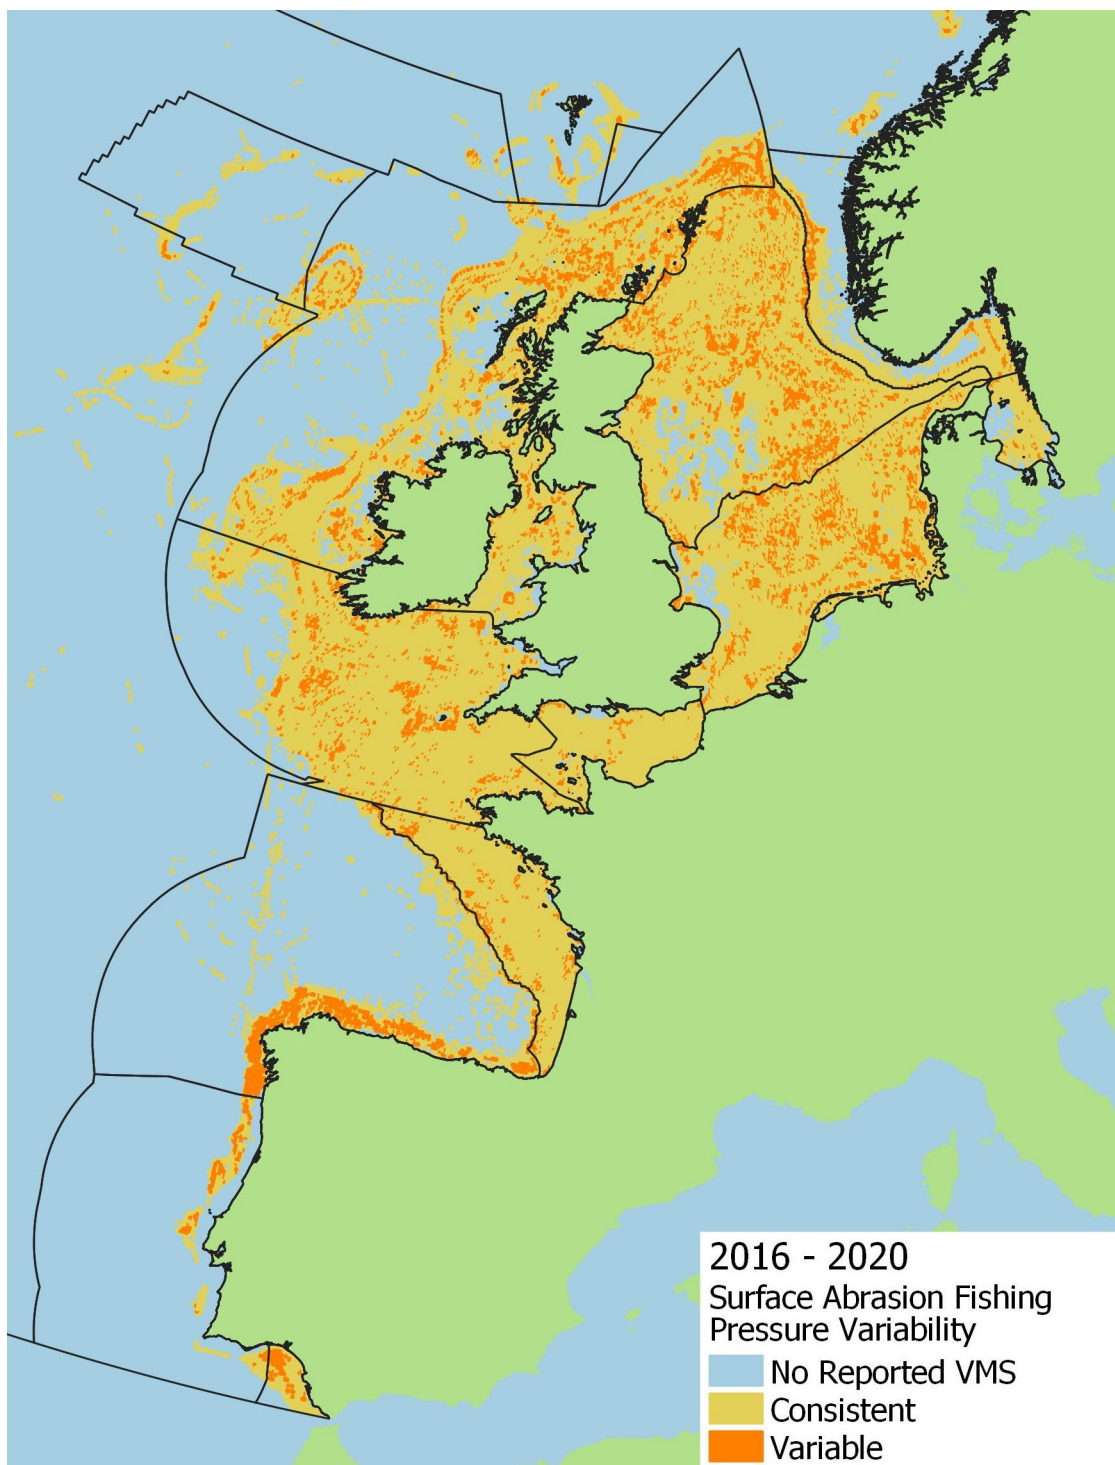 2016 - 2020
Surface Abrasion Fishing
Pressure Variability
No Reported VMS
Consistent
Variable